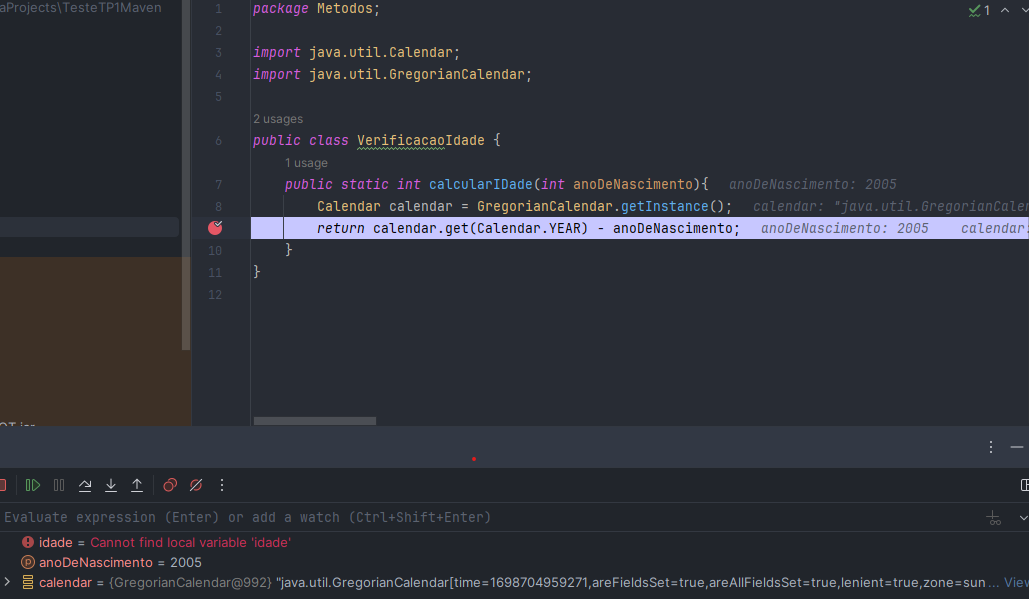 aProjects\TesteTP1Maven
1 package Metodos;
1
2
3 import java.util.Calendar;
4 import java.util.GregorianCalendar;
5
2 usages
6 public class VerificacaoIdade {
1 usage
7 public static int calcularIDade(int anoDeNascimento){ anoDeNascimento: 2005
8 Calendar calendar = GregorianCalendar.getInstance(); calendar: "java.util.GregorianCalen
return calendar.get(Calendar.YEAR) - anoDeNascimento; anoDeNascimento: 2005 calendar:
10 }
11 }
12
Evaluate expression (Enter) or add a watch (Ctrl+Shift+Enter)
idade = Cannot find local variable 'idade'
anoDeNascimento = 2005
calendar = {GregorianCalendar@992} "java.util.GregorianCalendar[time=1698704959271,areFieldsSet=true,areAllFieldsSet=true,lenient=true,zone=sun... View